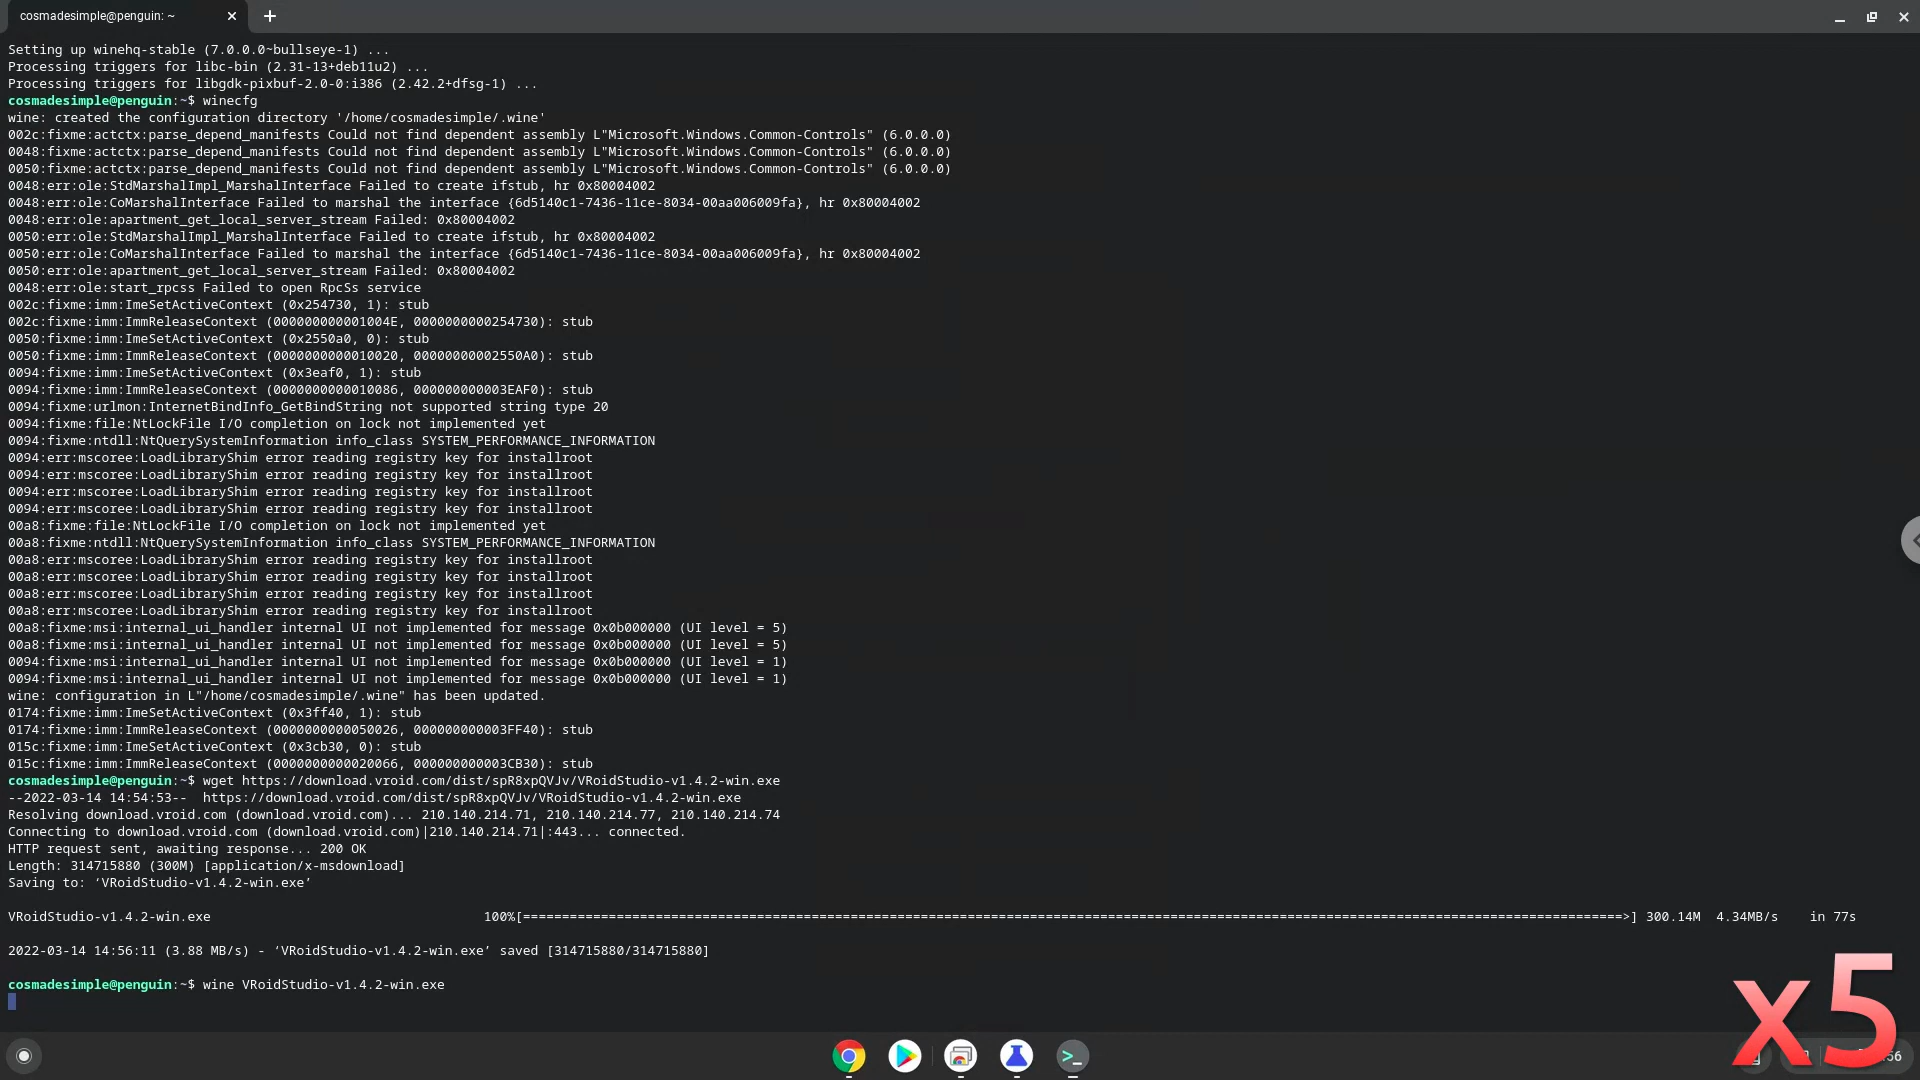 cosmadesimple@penguin: ~
Setting up winehq-stable (7.0.0.0~bullseye-1) ...
Processing triggers for libc-bin (2.31-13+deb11u2) ...
Processing triggers for libgdk-pixbuf-2.0-0:i386 (2.42.2+dfsg-1) ...
cosmadesimple@penguin:~$ winecfg
wine: created the configuration directory '/home/cosmadesimple/.wine'
002c:fixme:actctx:parse_depend_manifests Could not find dependent assembly L"Microsoft.Windows.Common-Controls" (6.0.0.0)
0048:fixme:actctx:parse_depend_manifests Could not find dependent assembly L"Microsoft.Windows.Common-Controls" (6.0.0.0)
0050:fixme:actctx:parse_depend_manifests Could not find dependent assembly L"Microsoft.Windows.Common-Controls" (6.0.0.0)
0048:err:ole:StdMarshalImpl_MarshalInterface Failed to create ifstub, hr 0x80004002
0048:err:ole:CoMarshalInterface Failed to marshal the interface {6d5140c1-7436-11ce-8034-00aa006009fa}, hr 0x80004002
0048:err:ole:apartment_get_local_server_stream Failed: 0x80004002
0050:err:ole:StdMarshalImpl_MarshalInterface Failed to create ifstub, hr 0x80004002
0050:err:ole:CoMarshalInterface Failed to marshal the interface {6d5140c1-7436-11ce-8034-00aa006009fa}, hr 0x80004002
0050:err:ole:apartment_get_local_server_stream Failed: 0x80004002
0048:err:ole:start_rpcss Failed to open RpcSs service
002c:fixme:imm:ImeSetActiveContext (0x254730, 1): stub
002c:fixme:imm:ImmReleaseContext (000000000001004E, 0000000000254730): stub
0050:fixme:imm:ImeSetActiveContext (0x2550a0, 0): stub
0050:fixme:imm:ImmReleaseContext (0000000000010020, 00000000002550A0): stub
0094:fixme:imm:ImeSetActiveContext (0x3eaf0, 1): stub
0094:fixme:imm:ImmReleaseContext (0000000000010086, 000000000003EAF0): stub
0094:fixme:urlmon:InternetBindInfo_GetBindString not supported string type 20
0094:fixme:file:NtLockFile I/O completion on lock not implemented yet
0094:fixme:ntdll:NtQuerySystemInformation info_class SYSTEM_PERFORMANCE_INFORMATION
0094:err:mscoree:LoadLibraryShim error reading registry key for installroot
0094:err:mscoree:LoadLibraryShim error reading registry key for installroot
0094:err:mscoree:LoadLibraryShim error reading registry key for installroot
0094:err:mscoree:LoadLibraryShim error reading registry key for installroot
00a8:fixme:file:NtLockFile I/O completion on lock not implemented yet
00a8:fixme:ntdll:NtQuerySystemInformation info_class SYSTEM_PERFORMANCE_INFORMATION
00a8:err:mscoree:LoadLibraryShim error reading registry key for installroot
00a8:err:mscoree:LoadLibraryShim error reading registry key for installroot
00a8:err:mscoree:LoadLibraryShim error reading registry key for installroot
00a8:err:mscoree:LoadLibraryShim error reading registry key for installroot
00a8:fixme:msi:internal_ui_handler internal UI not implemented for message 0x0b000000 (UI level = 5)
00a8:fixme:msi:internal_ui_handler internal UI not implemented for message 0x0b000000 (UI level = 5)
0094:fixme:msi:internal_ui_handler internal UI not implemented for message 0x0b000000 (UI level = 1)
0094:fixme:msi:internal_ui_handler internal UI not implemented for message 0x0b000000 (UI level = 1)
wine: configuration in L"/home/cosmadesimple/.wine" has been updated.
0174:fixme:imm:ImeSetActiveContext (0x3ff40, 1): stub
0174:fixme:imm:ImmReleaseContext (0000000000050026, 000000000003FF40): stub
015c:fixme:imm:ImeSetActiveContext (0x3cb30, 0): stub
015c:fixme:imm:ImmReleaseContext (0000000000020066, 000000000003CB30): stub
cosmadesimple@penguin:~$ wget https://download.vroid.com/dist/spR8xpQVJv/VRoidStudio-v1.4.2-win.exe
--2022-03-14 14:54:53--  https://download.vroid.com/dist/spR8xpQVJv/VRoidStudio-v1.4.2-win.exe
Resolving download.vroid.com (download.vroid.com)... 210.140.214.71, 210.140.214.77, 210.140.214.74
Connecting to download.vroid.com (download.vroid.com)|210.140.214.71|:443... connected.
HTTP request sent, awaiting response... 200 OK
Length: 314715880 (300M) [application/x-msdownload]
Saving to: ‘VRoidStudio-v1.4.2-win.exe’
VRoidStudio-v1.4.2-win.exe 100%[=============================================================================================================================================>] 300.14M 4.34MB/s in 77s
2022-03-14 14:56:11 (3.88 MB/s) - ‘VRoidStudio-v1.4.2-win.exe’ saved [314715880/314715880]
cosmadesimple@penguin:~$ wine VRoidStudio-v1.4.2-win.exe
x5